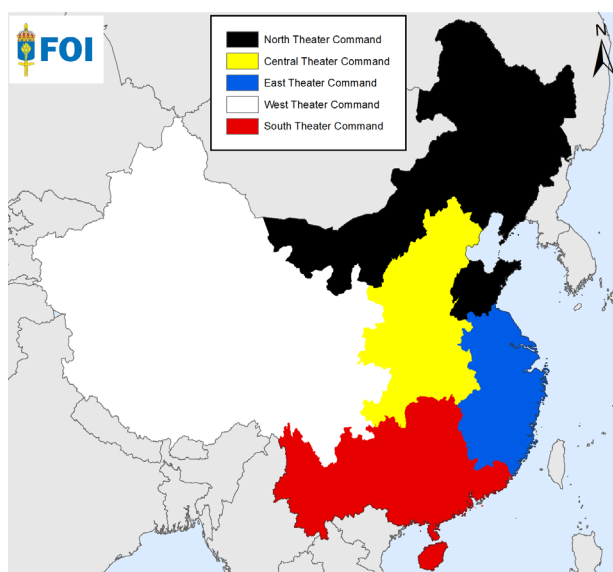 FOI
North Theater Command
Central Theater Command
East Theater Command
West Theater Command
South Theater Command
N